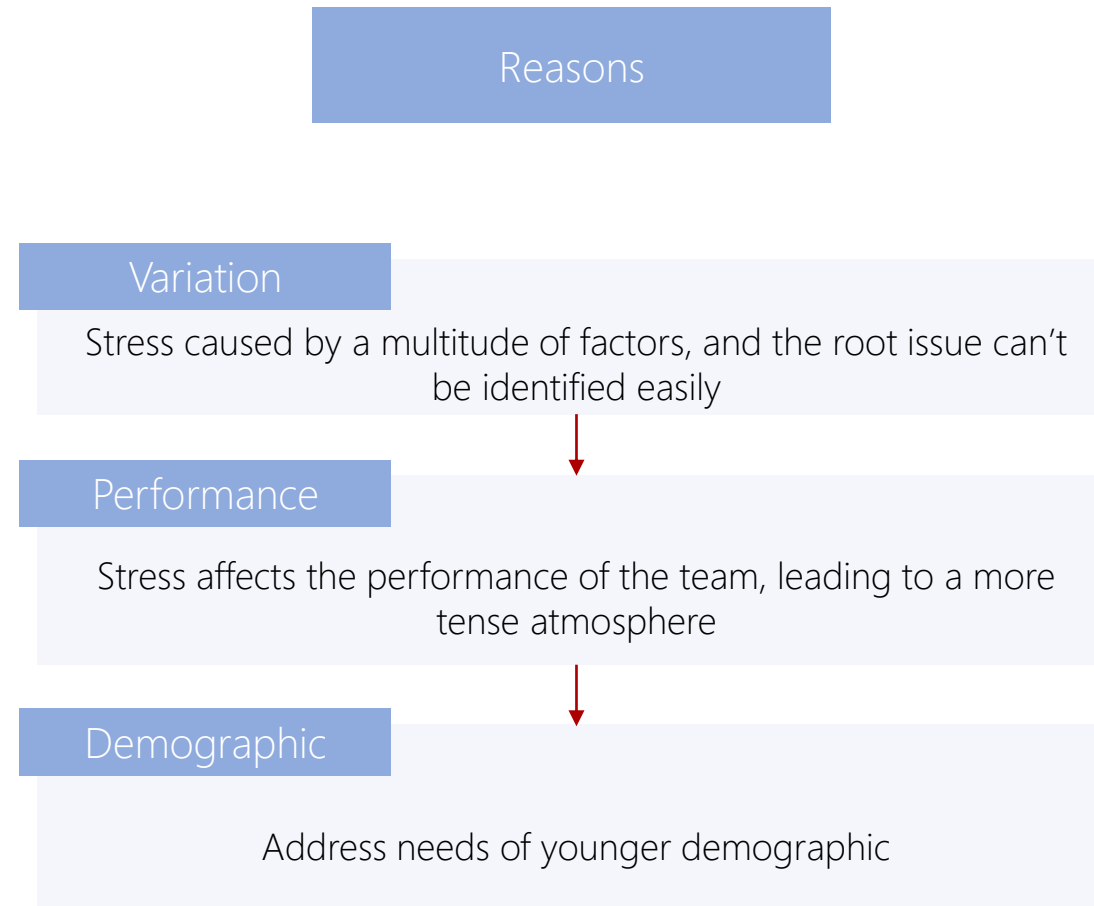 Reasons
Variation
Stress caused by a multitude of factors, and the root issue can’t
be identified easily
Performance
Stress affects the performance of the team, leading to a more
tense atmosphere
Demographic
Address needs of younger demographic